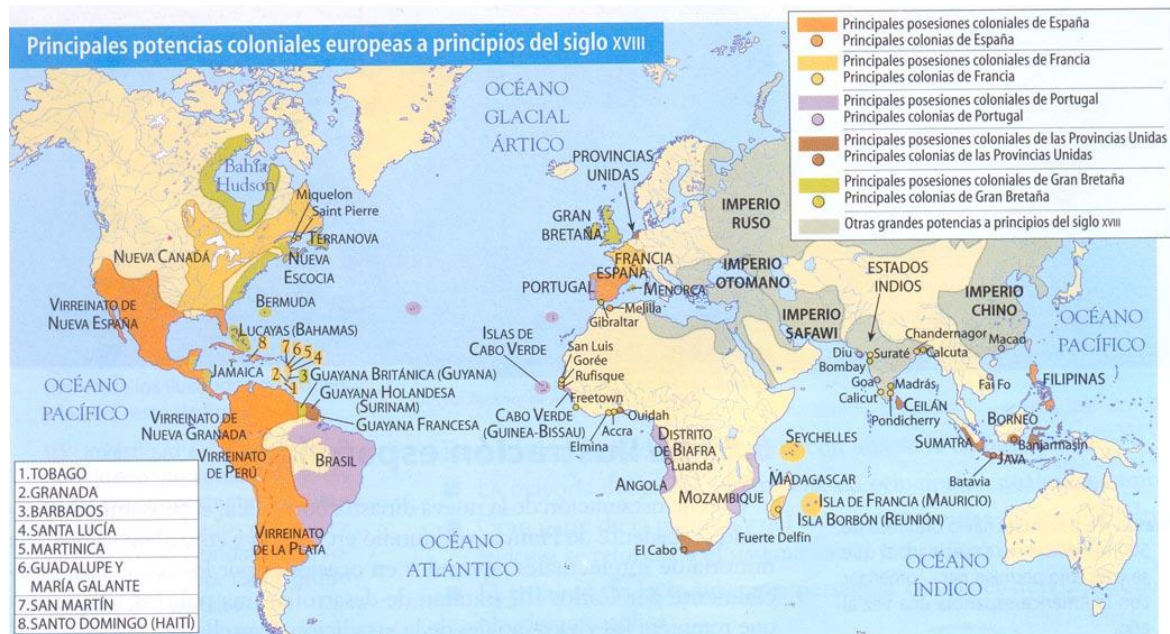 Principales potencias coloniales europeas a principios del siglo XVIII
Principales posesiones coloniales de España
Principales colonias de España
Principales posesiones coloniales de Francia
Principales colonias de Francia
Principales posesiones coloniales de Portugal
Principales colonias de Portugal
Principales posesiones coloniales de las Provincias Unidas
Principales colonias de las Provincias Unidas
Principales posesiones coloniales de Gran Bretaña
Principales colonias de Gran Bretaña
Otras grandes potencias a principios del siglo XVIII
OCÉANO
GLACIAL
ÁRTICO
Bahía
Hudson
Miquelon
Saint Pierre
TERRANOVA
NUEVA CANADÁ
NUEVA
ESCOCIA
VIRREINATO DE
NUEVA ESPAÑA
BERMUDA
LUCAYAS (BAHAMAS)
8
7 6 5
4
JAMAICA
2
3
1
GUAYANA BRITÁNICA (GUYANA)
GUAYANA HOLANDESA
(SURINAM)
GUAYANA FRANCESA
OCÉANO
PACÍFICO
VIRREINATO DE
NUEVA GRANADA
VIRREINATO
DE PERÚ
BRASIL
VIRREINATO
DE LA PLATA
OCÉANO
ATLÁNTICO
PROVINCIAS
UNIDAS
GRAN
BRETAÑA
FRANCIA
ESPAÑA
PORTUGAL
MENORCA
Melilla
Gibraltar
IMPERIO
RUSO
IMPERIO
OTOMANO
IMPERIO
SAFAWI
ESTADOS
INDIOS
IMPERIO
CHINO
ISLAS DE
CABO VERDE
San Luis
Gorée
Rufisque
Freetown
CABO VERDE
(GUINEA-BISSAU)
Ouidah
Accra
Elmina
DISTRITO
DE BIAFRA
Luanda
ANGOLA
MOZAMBIQUE
El Cabo
SEYCHELLES
MADAGASCAR
ISLA DE FRANCIA (MAURICIO)
ISLA BORBÓN (REUNIÓN)
Fuerte Delfín
Chandernagor
Diu
Suraté
Calcuta
Macao
Bombay
Goa
Madrás
Calicut
CEILÁN
Pondicherry
Fai Fo
FILIPINAS
OCÉANO
PACÍFICO
BORNEO
SUMATRA
Banjarmasin
JAVA
Batavia
OCÉANO
ÍNDICO
1. TOBAGO
2. GRANADA
3. BARBADOS
4. SANTA LUCÍA
5. MARTINICA
6. GUADALUPE Y
MARÍA GALANTE
7. SAN MARTÍN
8. SANTO DOMINGO (HAITÍ)